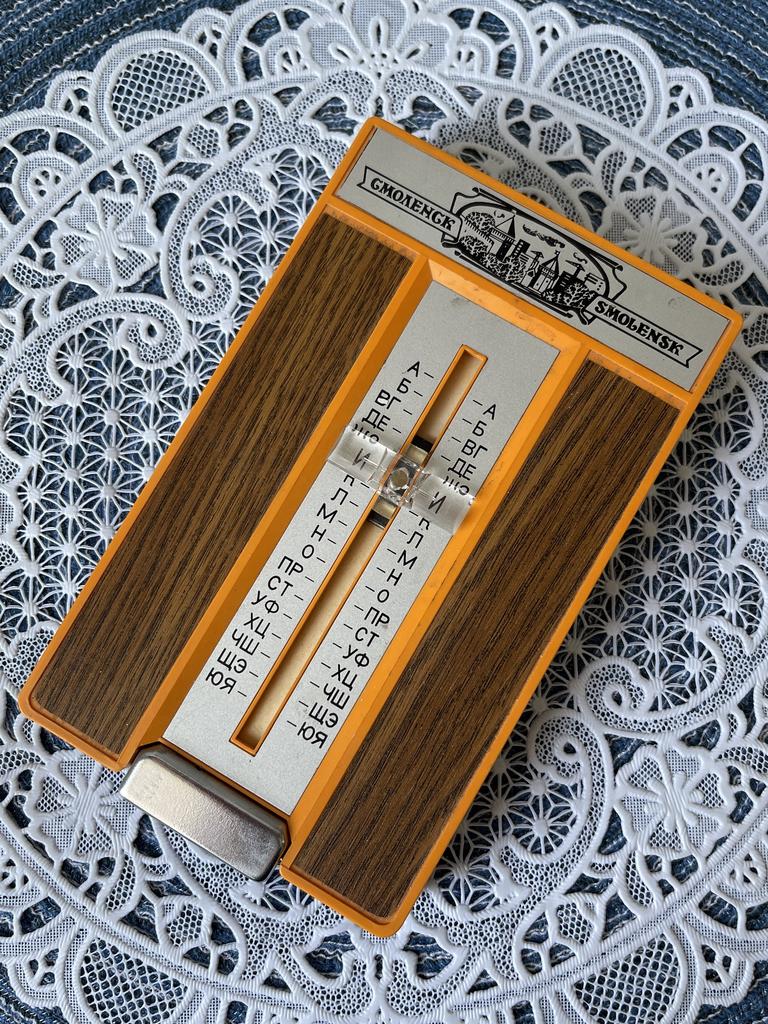 СМОЛЕНСК
SMOLENSK
А
Б
ВГ
ДЕ
И
Л
М
Н
О
ПР
СТ
УФ
ХЦ
ЧШ
ЩЭ
ЮЯ
А
Б
ВГ
ДЕ
И
Л
М
Н
О
ПР
СТ
УФ
ХЦ
ЧШ
ЩЭ
ЮЯ